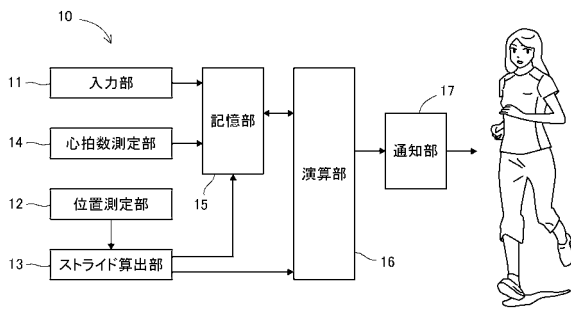 10
11
入力部
14
心拍数測定部
12
位置測定部
13
ストライド算出部
記憶部
15
演算部
16
17
通知部